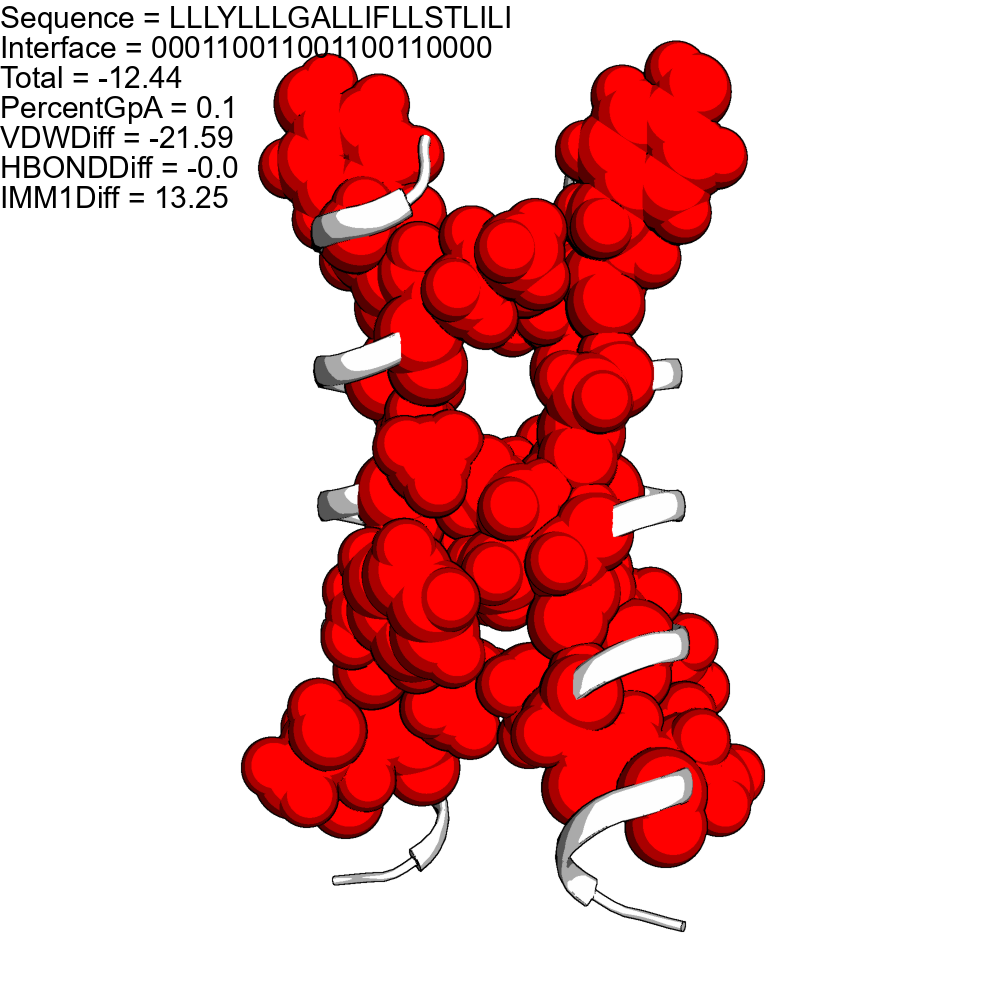 Sequence = LLLYLLLGALLIFLLSTLILI
Interface = 000110011001100110000
Total = -12.44
PercentGpA = 0.1
VDWDiff = -21.59
HBONDDiff = -0.0
IMM1Diff = 13.25